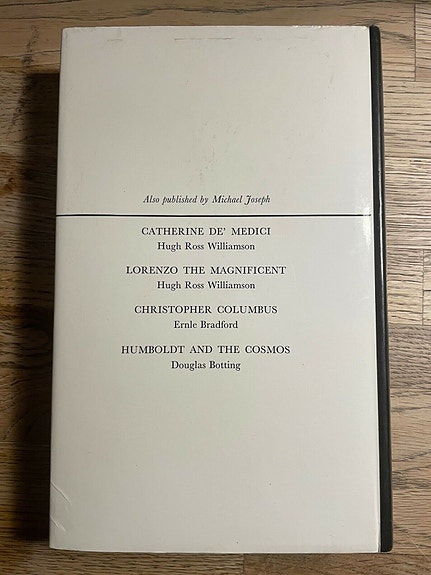 Also published by Michael Joseph
CATHERINE DE' MEDICI
Hugh Ross Williamson
LORENZO THE MAGNIFICENT
Hugh Ross Williamson
CHRISTOPHER COLUMBUS
Ernle Bradford
HUMBOLDT AND THE COSMOS
Douglas Botting